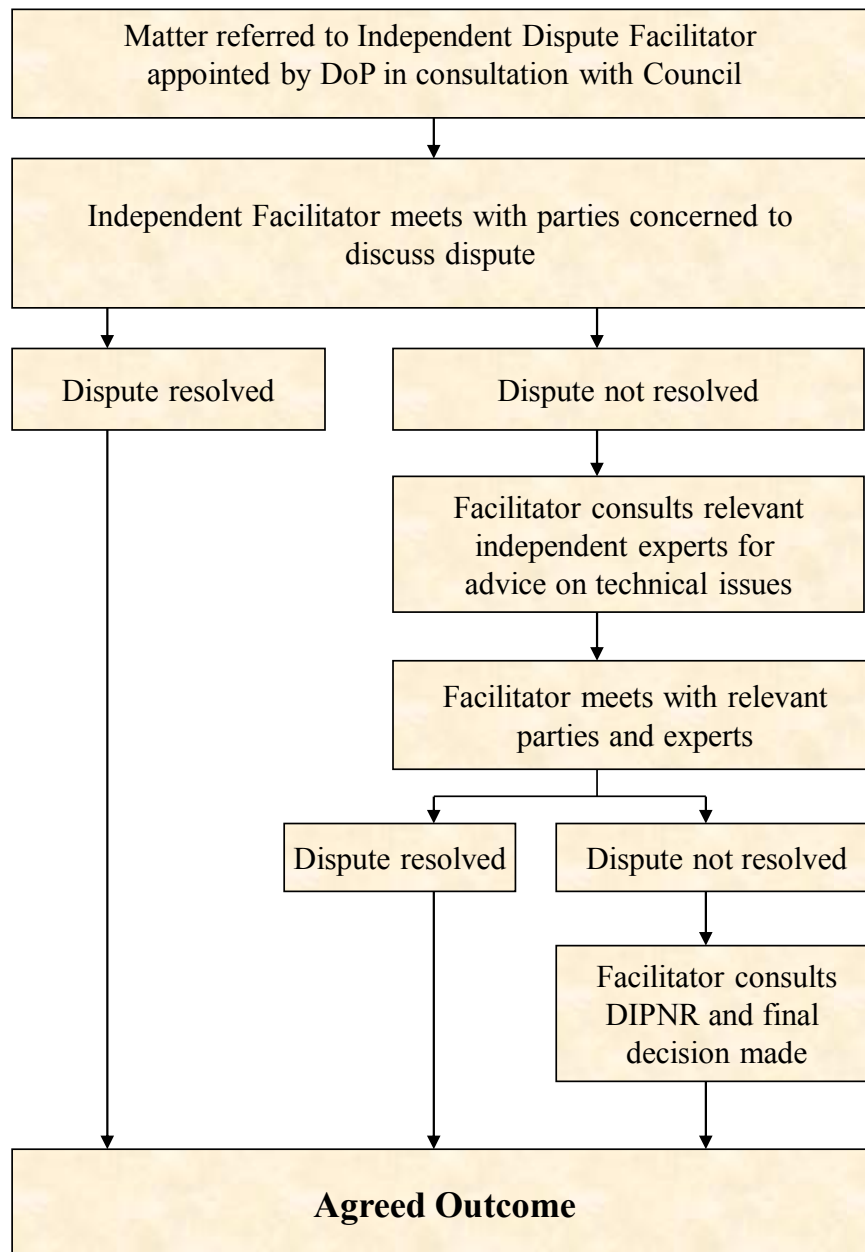 Matter referred to Independent Dispute Facilitator
appointed by DoP in consultation with Council
Independent Facilitator meets with parties concerned to
discuss dispute
Dispute resolved
Dispute not resolved
Facilitator consults relevant
independent experts for
advice on technical issues
Facilitator meets with relevant
parties and experts
Dispute resolved
Dispute not resolved
Facilitator consults
DIPNR and final
decision made
Agreed Outcome